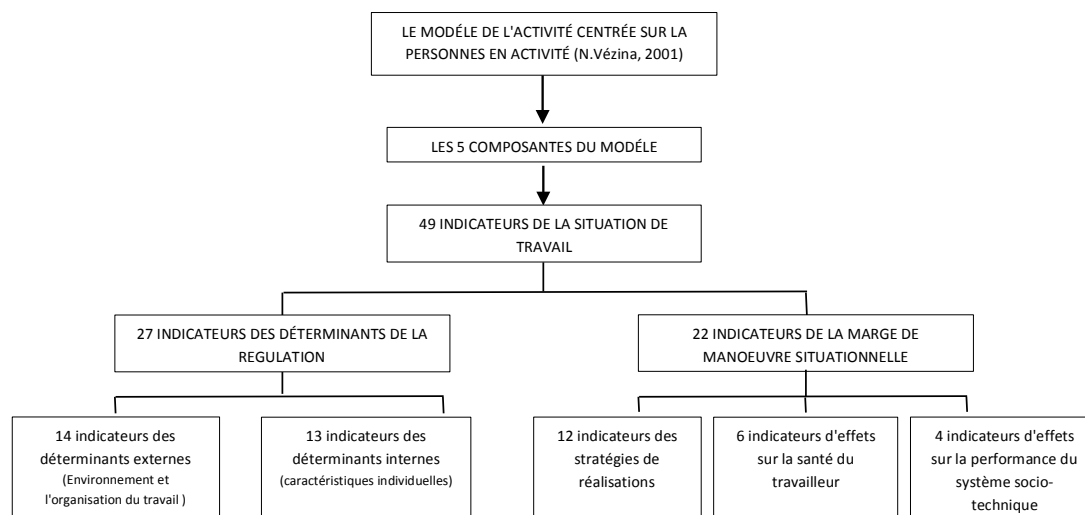 LE MODÉLE DE L'ACTIVITÉ CENTRÉE SUR LA
PERSONNES EN ACTIVITÉ (N.Vézina, 2001)
LES 5 COMPOSANTES DU MODÉLE
49 INDICATEURS DE LA SITUATION DE
TRAVAIL
27 INDICATEURS DES DÉTERMINANTS DE LA
REGULATION
22 INDICATEURS DE LA MARGE DE
MANOEUVRE SITUATIONNELLE
14 indicateurs des
déterminants externes
(Environnement et
l'organisation du travail )
13 indicateurs des
déterminants internes
(caractéristiques individuelles)
12 indicateurs des
stratégies de
réalisations
6 indicateurs d'effets
sur la santé du
travailleur
4 indicateurs d'effets
sur la performance du
système socio-
technique